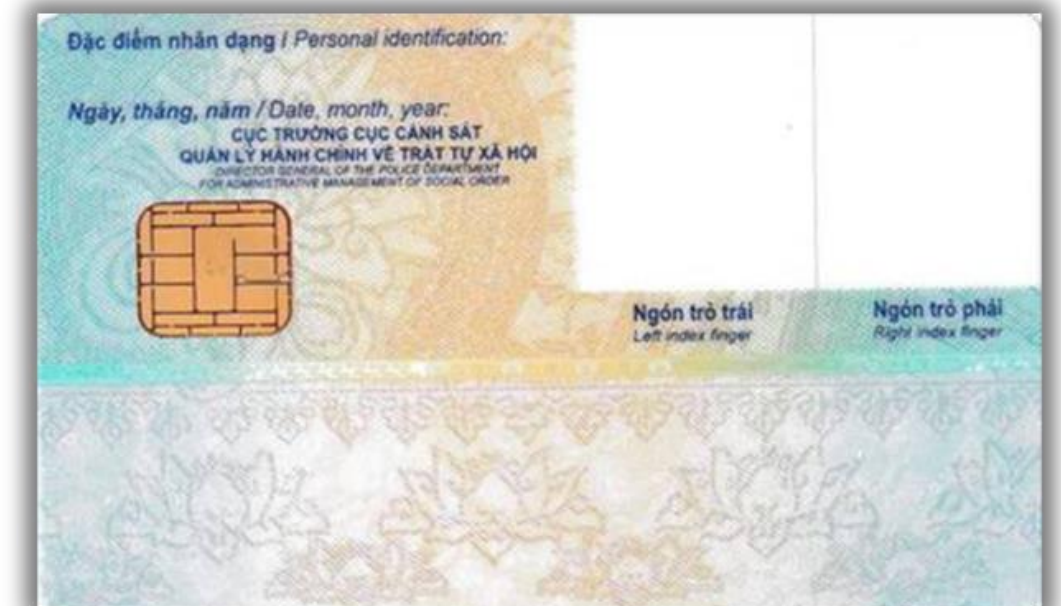 Đặc điểm nhân dạng / Personal identification:
Ngày, tháng, năm / Date, month, year:
CỤC TRƯỞNG CỤC CẢNH SÁT
QUẢN LÝ HÀNH CHÍNH VỀ TRẬT TỰ XÃ HỘI
DIRECTOR GENERAL OF THE POLICE DEPARTMENT
FOR ADMINISTRATIVE MANAGEMENT OF SOCIAL ORDER
Ngón trỏ trái
Left index finger
Ngón trỏ phải
Right index finger